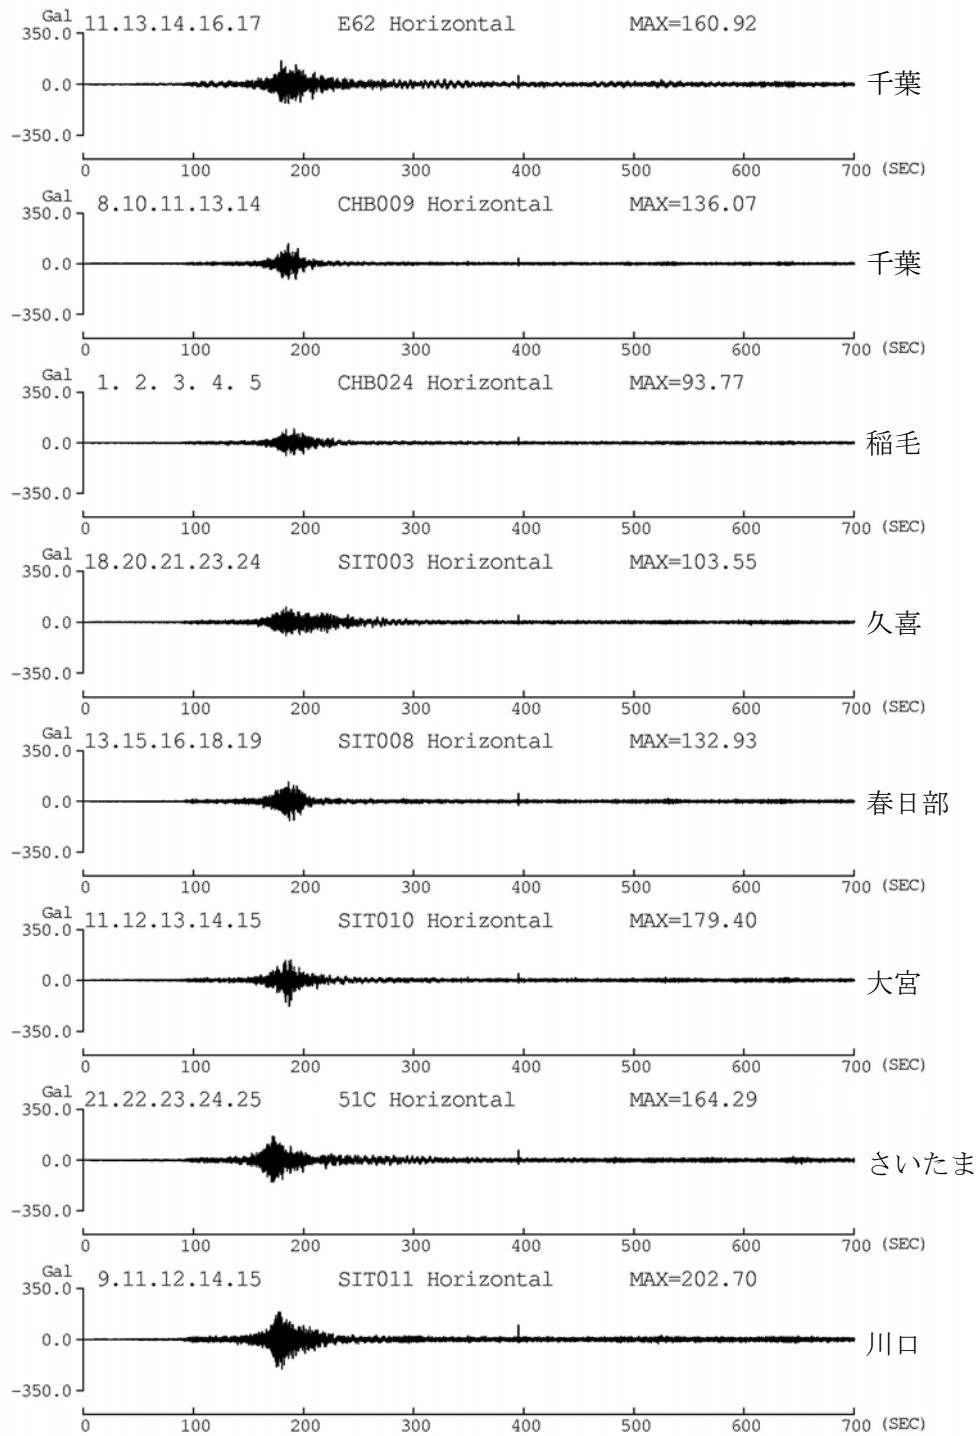 Gal
350.0 11.13.14.16.17 E62 Horizontal MAX=160.92
0.0 千葉
-350.0
0 100 200 300 400 500 600 700 (SEC)
Gal
350.0 8.10.11.13.14 CHB009 Horizontal MAX=136.07
0.0 千葉
-350.0
0 100 200 300 400 500 600 700 (SEC)
Gal
350.0 1. 2. 3. 4. 5 CHB024 Horizontal MAX=93.77
0.0 稲毛
-350.0
0 100 200 300 400 500 600 700 (SEC)
Gal
350.0 18.20.21.23.24 SIT003 Horizontal MAX=103.55
0.0 久喜
-350.0
0 100 200 300 400 500 600 700 (SEC)
Gal
350.0 13.15.16.18.19 SIT008 Horizontal MAX=132.93
0.0 春日部
-350.0
0 100 200 300 400 500 600 700 (SEC)
Gal
350.0 11.12.13.14.15 SIT010 Horizontal MAX=179.40
0.0 大宮
-350.0
0 100 200 300 400 500 600 700 (SEC)
Gal
350.0 21.22.23.24.25 51C Horizontal MAX=164.29
0.0 さいたま
-350.0
0 100 200 300 400 500 600 700 (SEC)
Gal
350.0 9.11.12.14.15 SIT011 Horizontal MAX=202.70
0.0 川口
-350.0
0 100 200 300 400 500 600 700 (SEC)